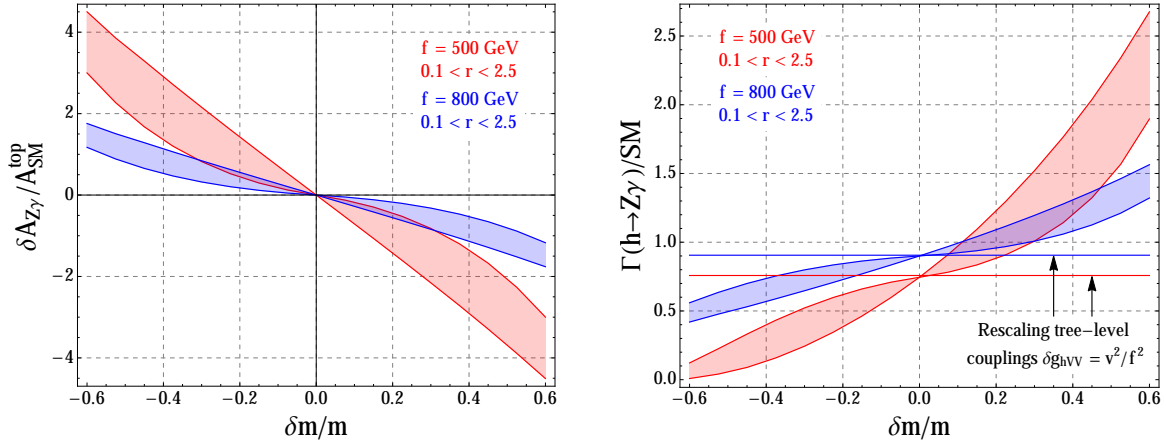 f = 500 GeV
0.1 < r < 2.5
f = 800 GeV
0.1 < r < 2.5
δA_{Zγ}/A_{SM}^{top}
4
2
0
-2
-4
-0.6 -0.4 -0.2 0.0 0.2 0.4 0.6
δm/m
f = 500 GeV
0.1 < r < 2.5
f = 800 GeV
0.1 < r < 2.5
Γ(h→Zγ)/SM
2.5
2.0
1.5
1.0
0.5
0.0
Rescaling tree-level
couplings δg_{hVV} = v²/f²
-0.6 -0.4 -0.2 0.0 0.2 0.4 0.6
δm/m